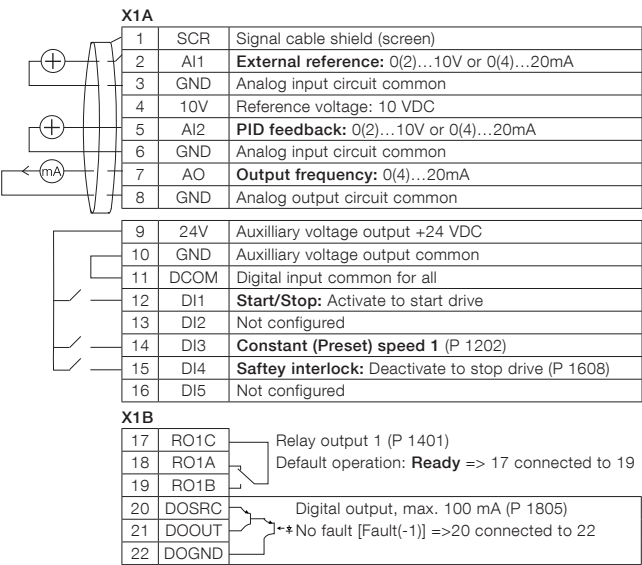 X1A
1 SCR Signal cable shield (screen)
2 AI1 External reference: 0(2)…10V or 0(4)…20mA
3 GND Analog input circuit common
4 10V Reference voltage: 10 VDC
5 AI2 PID feedback: 0(2)…10V or 0(4)…20mA
6 GND Analog input circuit common
mA 7 AO Output frequency: 0(4)…20mA
8 GND Analog output circuit common
9 24V Auxilliary voltage output +24 VDC
10 GND Auxilliary voltage output common
11 DCOM Digital input common for all
12 DI1 Start/Stop: Activate to start drive
13 DI2 Not configured
14 DI3 Constant (Preset) speed 1 (P 1202)
15 DI4 Saftey interlock: Deactivate to stop drive (P 1608)
16 DI5 Not configured
X1B
17 RO1C Relay output 1 (P 1401)
18 RO1A Default operation: Ready => 17 connected to 19
19 RO1B
20 DOSRC Digital output, max. 100 mA (P 1805)
21 DOOUT No fault [Fault(-1)] =>20 connected to 22
22 DOGND